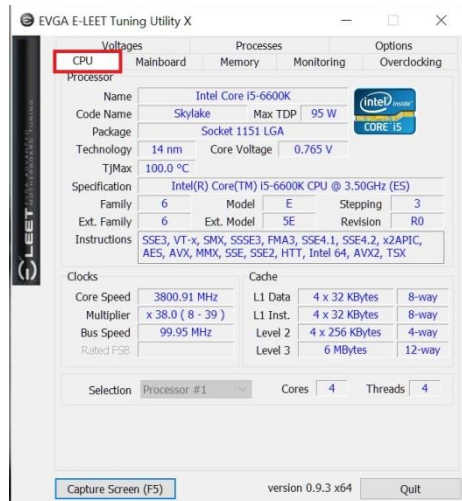 EVGA E-LEET Tuning Utility X
Voltages Processes Options
CPU Mainboard Memory Monitoring Overclocking
Processor
Name Intel Core i5-6600K
Code Name Skylake Max TDP 95 W
Package Socket 1151 LGA
Technology 14 nm Core Voltage 0.765 V
TjMax 100.0 °C
Specification Intel(R) Core(TM) i5-6600K CPU @ 3.50GHz (ES)
Family 6 Model E Stepping 3
Ext. Family 6 Ext. Model 5E Revision R0
Instructions SSE3, VT-x, SMX, SSSE3, FMA3, SSE4.1, SSE4.2, x2APIC,
AES, AVX, MMX, SSE, SSE2, HTT, Intel 64, AVX2, TSX
intel inside
CORE i5
Clocks
Core Speed 3800.91 MHz
Multiplier x 38.0 ( 8 - 39 )
Bus Speed 99.95 MHz
Rated FSB
Cache
L1 Data 4 x 32 KBytes 8-way
L1 Inst. 4 x 32 KBytes 8-way
Level 2 4 x 256 KBytes 4-way
Level 3 6 MBytes 12-way
Selection Processor #1 Cores 4 Threads 4
Capture Screen (F5) version 0.9.3 x64 Quit
ELEET
EVGA ADVANCED
MOTHERBOARD TUNING